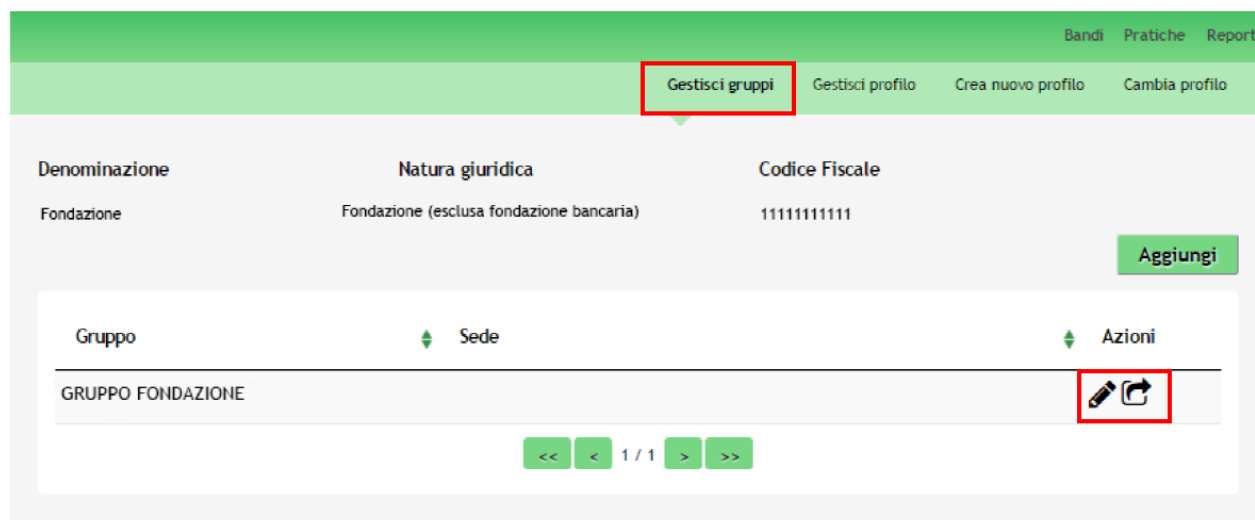 Bandi Pratiche Report
Gestisci gruppi Gestisci profilo Crea nuovo profilo Cambia profilo
Denominazione Natura giuridica Codice Fiscale
Fondazione Fondazione (esclusa fondazione bancaria) 11111111111
Aggiungi
Gruppo Sede Azioni
GRUPPO FONDAZIONE
<< < 1 / 1 > >>